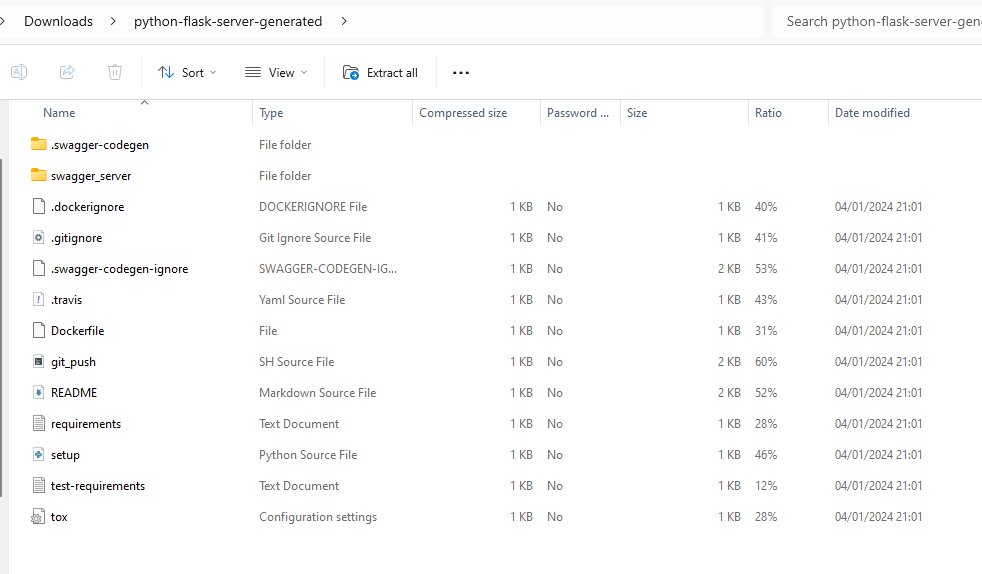 Downloads > python-flask-server-generated > Search python-flask-server-gen
Sort View Extract all ...
Name Type Compressed size Password ... Size Ratio Date modified
.swagger-codegen File folder
swagger_server File folder
.dockerignore DOCKERIGNORE File 1 KB No 1 KB 40% 04/01/2024 21:01
.gitignore Git Ignore Source File 1 KB No 1 KB 41% 04/01/2024 21:01
.swagger-codegen-ignore SWAGGER-CODEGEN-IG... 1 KB No 2 KB 53% 04/01/2024 21:01
.travis Yaml Source File 1 KB No 1 KB 43% 04/01/2024 21:01
Dockerfile File 1 KB No 1 KB 31% 04/01/2024 21:01
git_push SH Source File 1 KB No 2 KB 60% 04/01/2024 21:01
README Markdown Source File 1 KB No 2 KB 52% 04/01/2024 21:01
requirements Text Document 1 KB No 1 KB 28% 04/01/2024 21:01
setup Python Source File 1 KB No 1 KB 46% 04/01/2024 21:01
test-requirements Text Document 1 KB No 1 KB 12% 04/01/2024 21:01
tox Configuration settings 1 KB No 1 KB 28% 04/01/2024 21:01